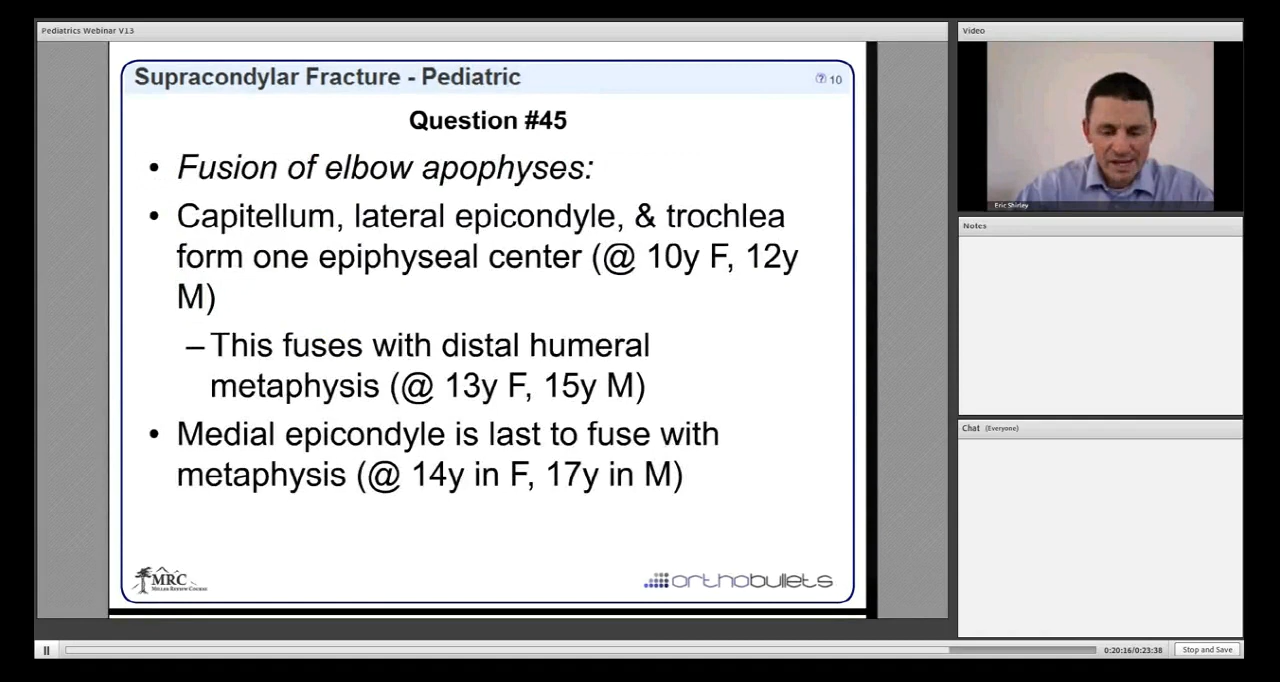 Pediatrics Webinar V13
Supracondylar Fracture - Pediatric
? 10
Question #45
• Fusion of elbow apophyses:
• Capitellum, lateral epicondyle, & trochlea
form one epiphyseal center (@ 10y F, 12y
M)
– This fuses with distal humeral
metaphysis (@ 13y F, 15y M)
• Medial epicondyle is last to fuse with
metaphysis (@ 14y in F, 17y in M)
MRC
MILLER REVIEW COURSE
orthobullets
Video
Eric Shirley
Notes
Chat (Everyone)
0:20:16/0:23:38
Stop and Save